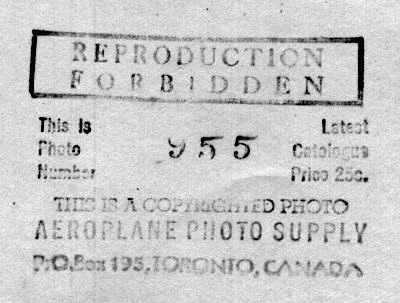 REPRODUCTION
FORBIDDEN
This is Latest
Photo 955 Catalogue
Number Price 25c.
THIS IS A COPYRIGHTED PHOTO
AEROPLANE PHOTO SUPPLY
P.O. Box 195, TORONTO, CANADA